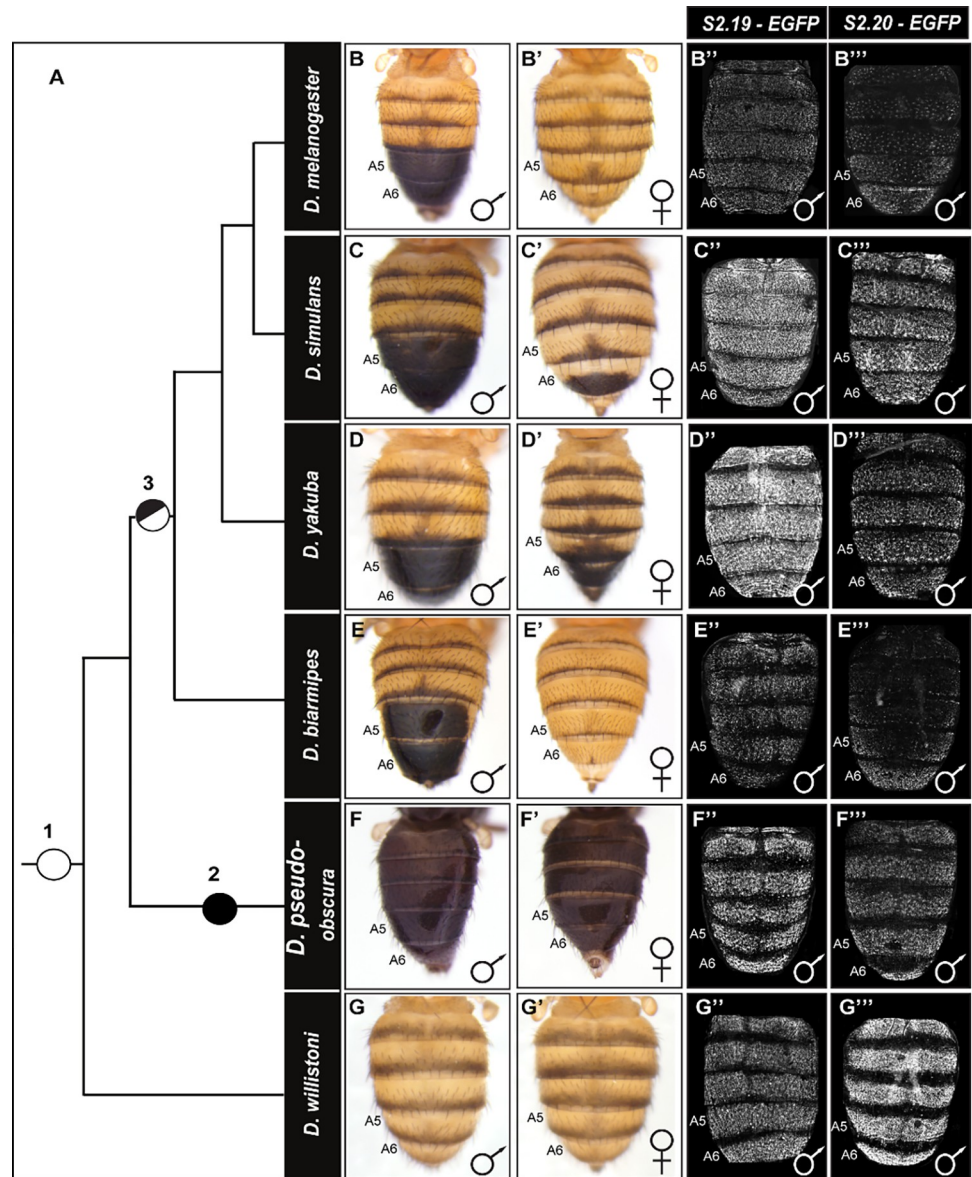 S2.19 - EGFP
S2.20 - EGFP
A
D. melanogaster
B
A5
A6
♂
B'
♀
B''
A5
A6
♂
B'''
A5
A6
♂
D. simulans
C
A5
A6
♂
C'
A5
A6
♀
C''
A5
A6
♂
C'''
A5
A6
♂
3
D. yakuba
D
A5
A6
♂
D'
A5
A6
♀
D''
A5
A6
♂
D'''
A5
A6
♂
D. biarmipes
E
A5
A6
♂
E'
A5
A6
♀
E''
A5
A6
♂
E'''
A5
A6
♂
1
2
D. pseudo-
obscura
F
A5
A6
♂
F'
A5
A6
♀
F''
A5
A6
♂
F'''
A5
A6
♂
D. willistoni
G
A5
A6
♂
G'
A5
A6
♀
G''
A5
A6
♂
G'''
A5
A6
♂